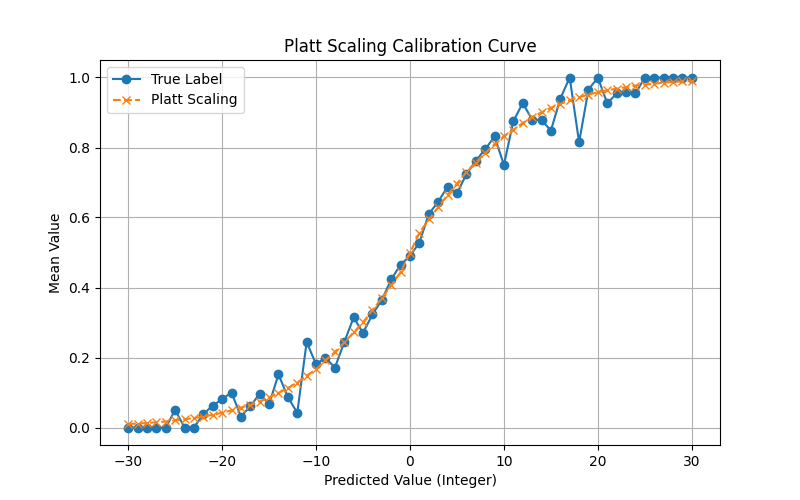 Platt Scaling Calibration Curve
True Label
Platt Scaling
Mean Value
1.0
0.8
0.6
0.4
0.2
0.0
−30 −20 −10 0 10 20 30
Predicted Value (Integer)